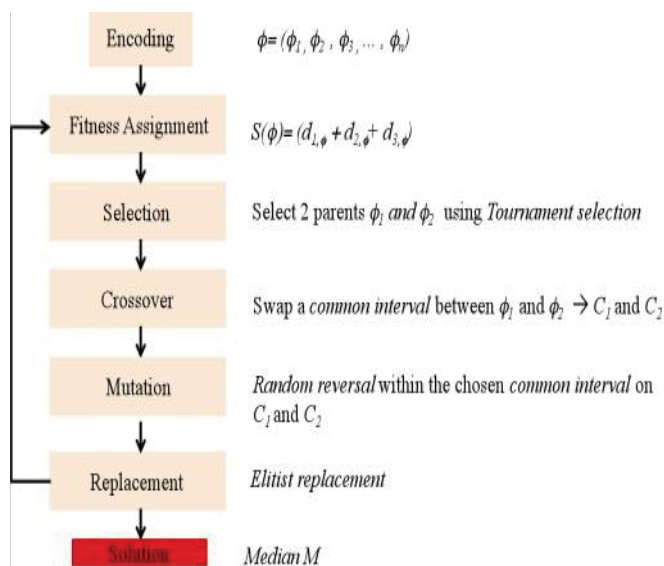 Encoding
ϕ= (ϕ1, ϕ2 , ϕ3, ... , ϕn)
Fitness Assignment
S(ϕ)= (d1,ϕ + d2,ϕ+ d3,ϕ)
Selection
Select 2 parents ϕ1 and ϕ2 using Tournament selection
Crossover
Swap a common interval between ϕ1 and ϕ2 → C1 and C2
Mutation
Random reversal within the chosen common interval on
C1 and C2
Replacement
Elitist replacement
Solution
Median M